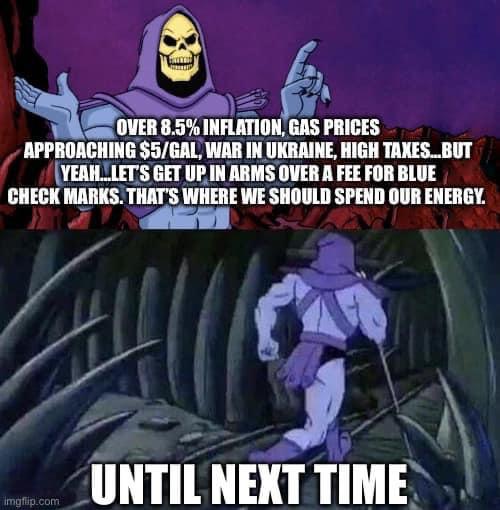 OVER 8.5% INFLATION, GAS PRICES
APPROACHING $5/GAL, WAR IN UKRAINE, HIGH TAXES...BUT
YEAH...LET'S GET UP IN ARMS OVER A FEE FOR BLUE
CHECK MARKS. THAT'S WHERE WE SHOULD SPEND OUR ENERGY.
UNTIL NEXT TIME
imgflip.com